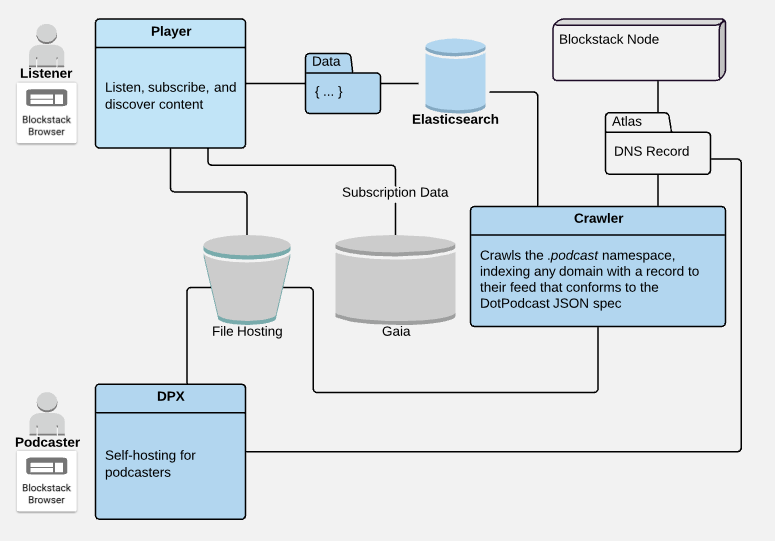 Player
Listener
Blockstack
Browser
Listen, subscribe, and
discover content
Data
{ ... }
Elasticsearch
Blockstack Node
Atlas
DNS Record
Subscription Data
Crawler
Crawls the .podcast namespace,
indexing any domain with a record to
their feed that conforms to the
DotPodcast JSON spec
File Hosting
Gaia
DPX
Podcaster
Blockstack
Browser
Self-hosting for
podcasters